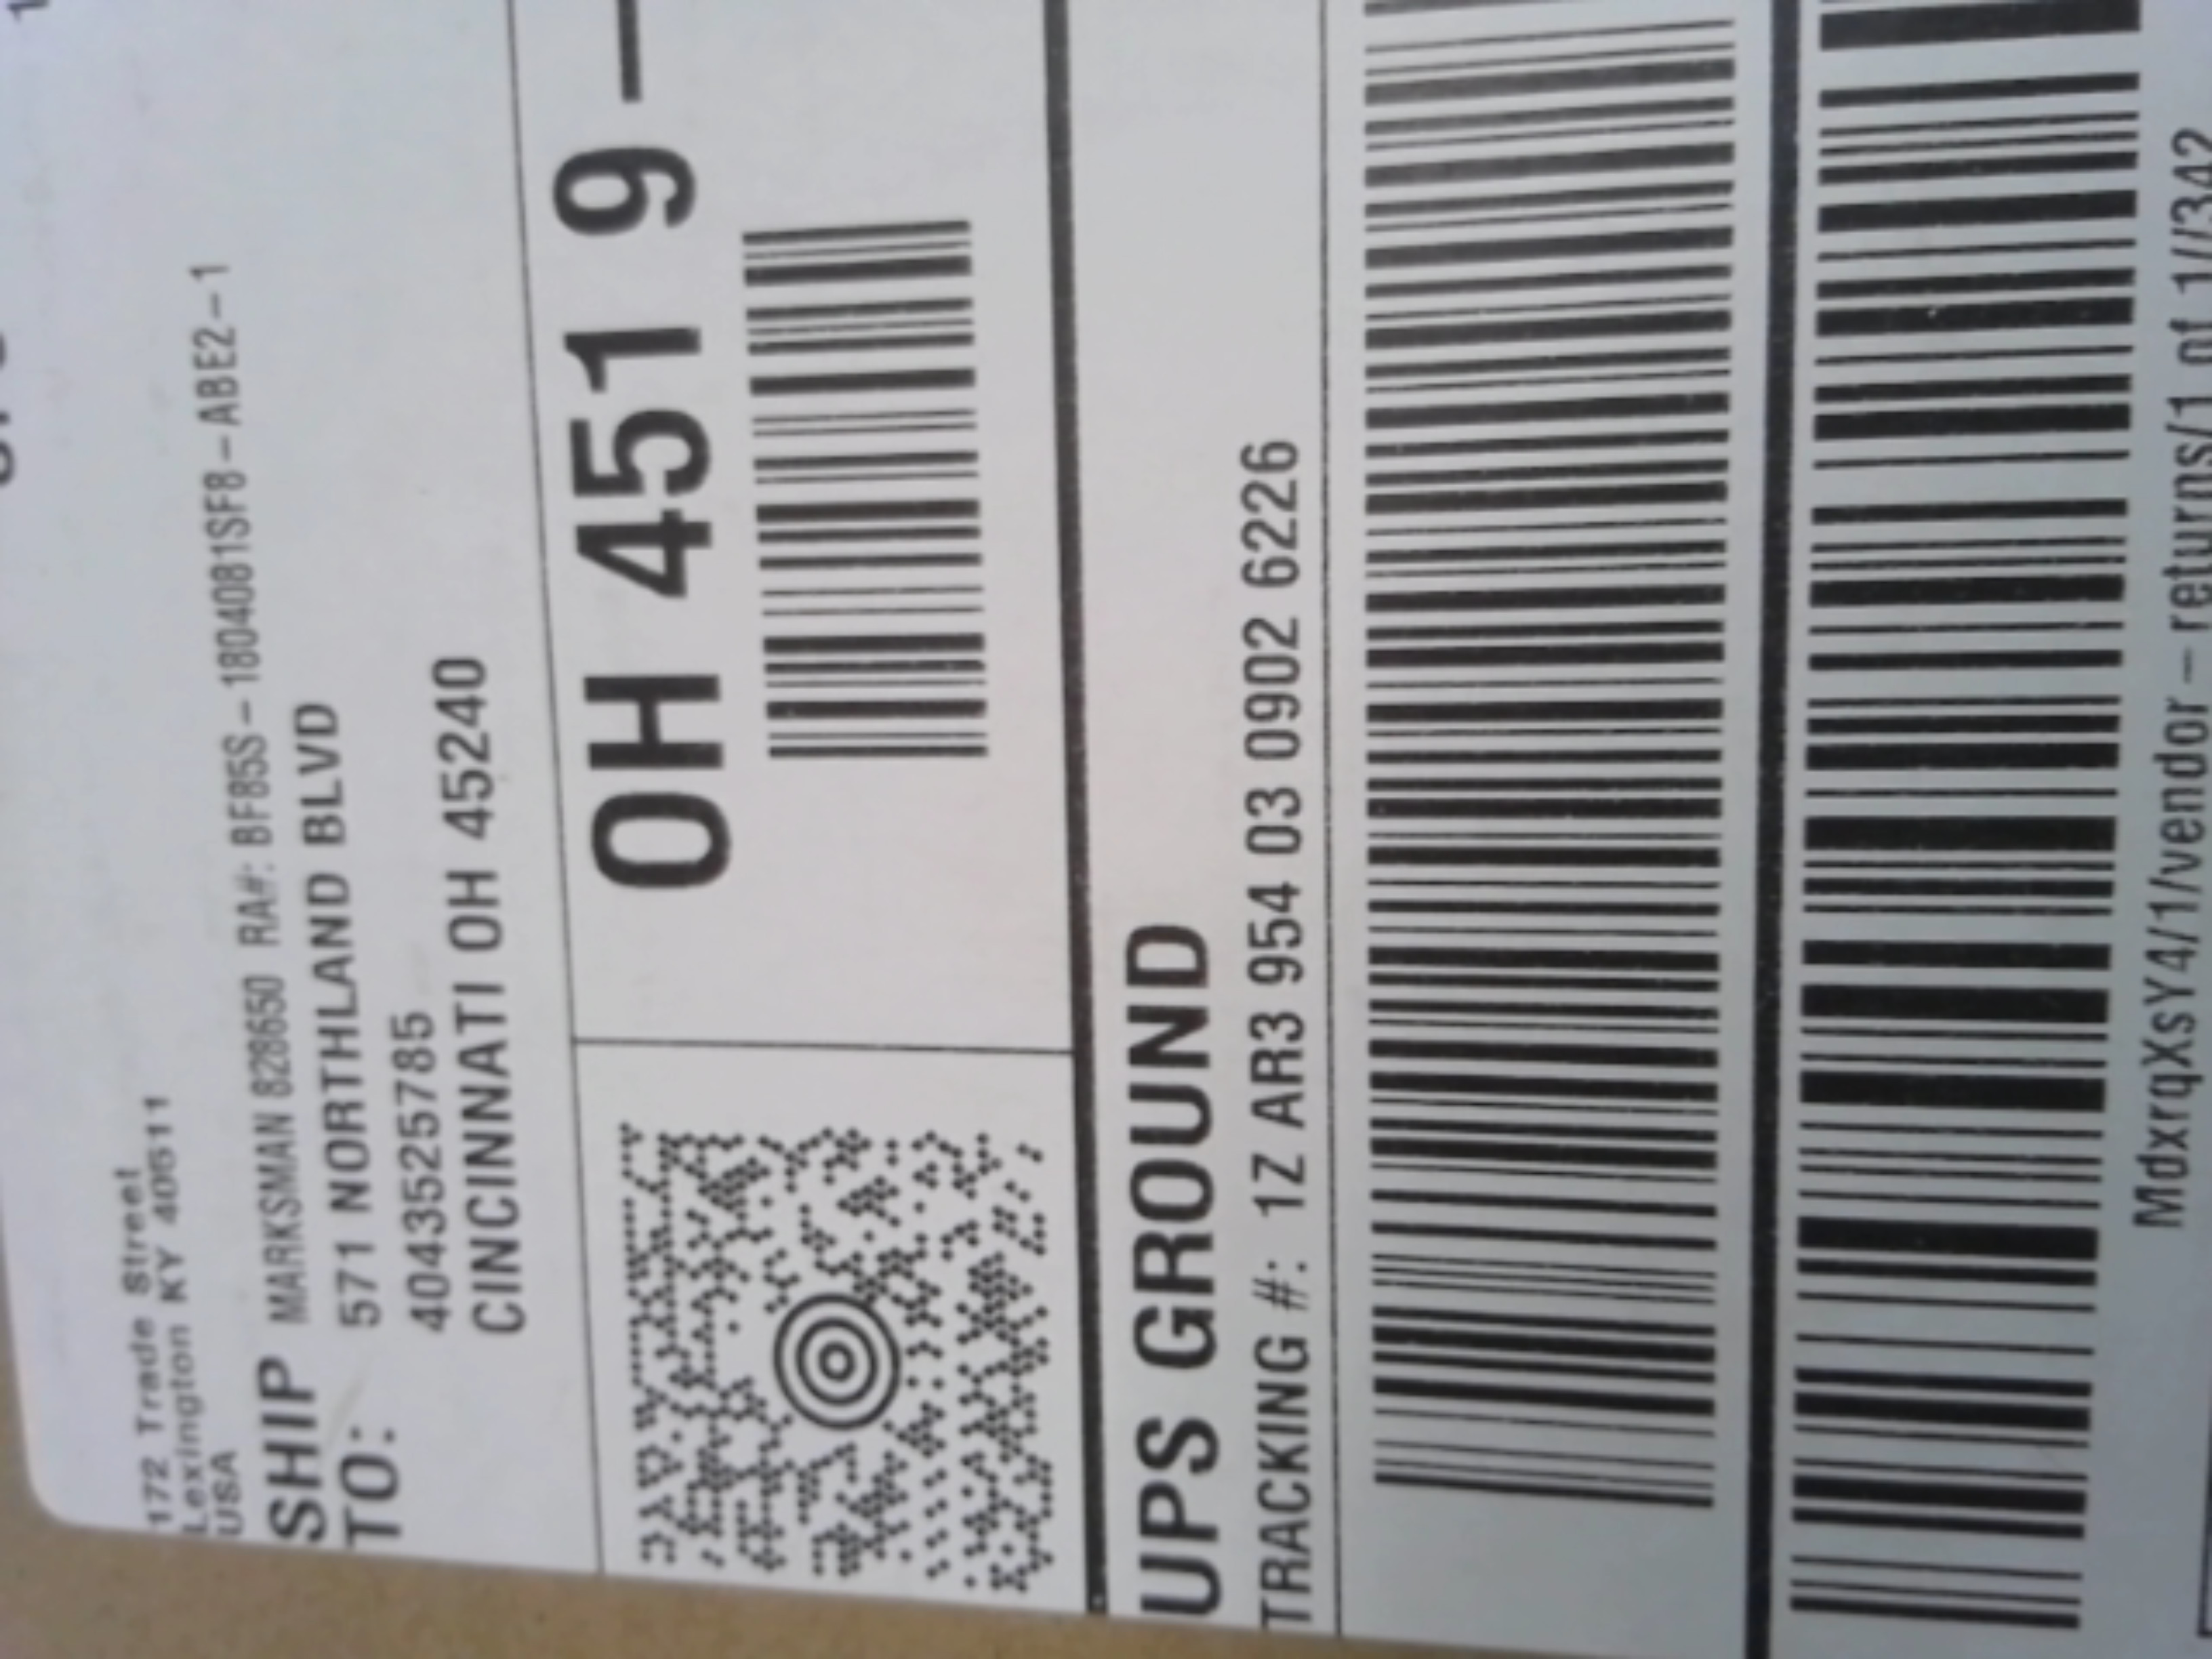 172 Trade Street
Lexington KY 40511
USA
SHIP TO:
MARKSMAN 828650 RA#: BF85S-1804081SF8-ABE2-1
571 NORTHLAND BLVD
4043525785
CINCINNATI OH 45240
OH 451 9-
UPS GROUND
TRACKING #: 1Z AR3 954 03 0902 6226
MdxrqXsY4/1/vendor-returns/1 of 1//342